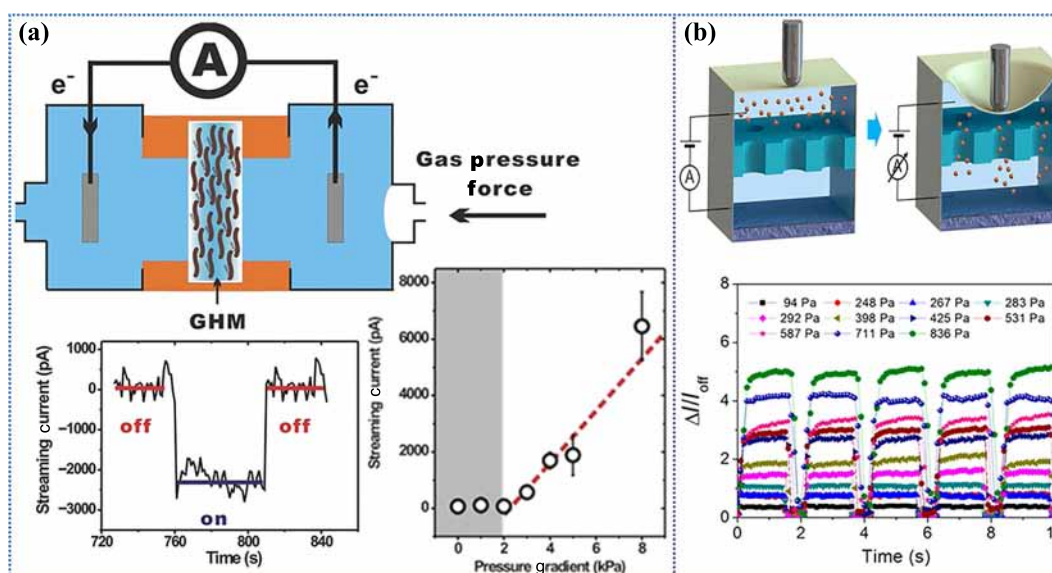 (a)
A
e⁻
e⁻
Gas pressure
force
GHM
Streaming current (pA)
1000
0
−1000
−2000
−3000
off
off
on
720
760
800
840
Time (s)
Streaming current (pA)
8000
6000
4000
2000
0
0
2
4
6
8
Pressure gradient (kPa)
(b)
A
A
94 Pa
248 Pa
267 Pa
283 Pa
292 Pa
398 Pa
425 Pa
531 Pa
587 Pa
711 Pa
836 Pa
ΔI/I_off
8
6
4
2
0
0
2
4
6
8
Time (s)